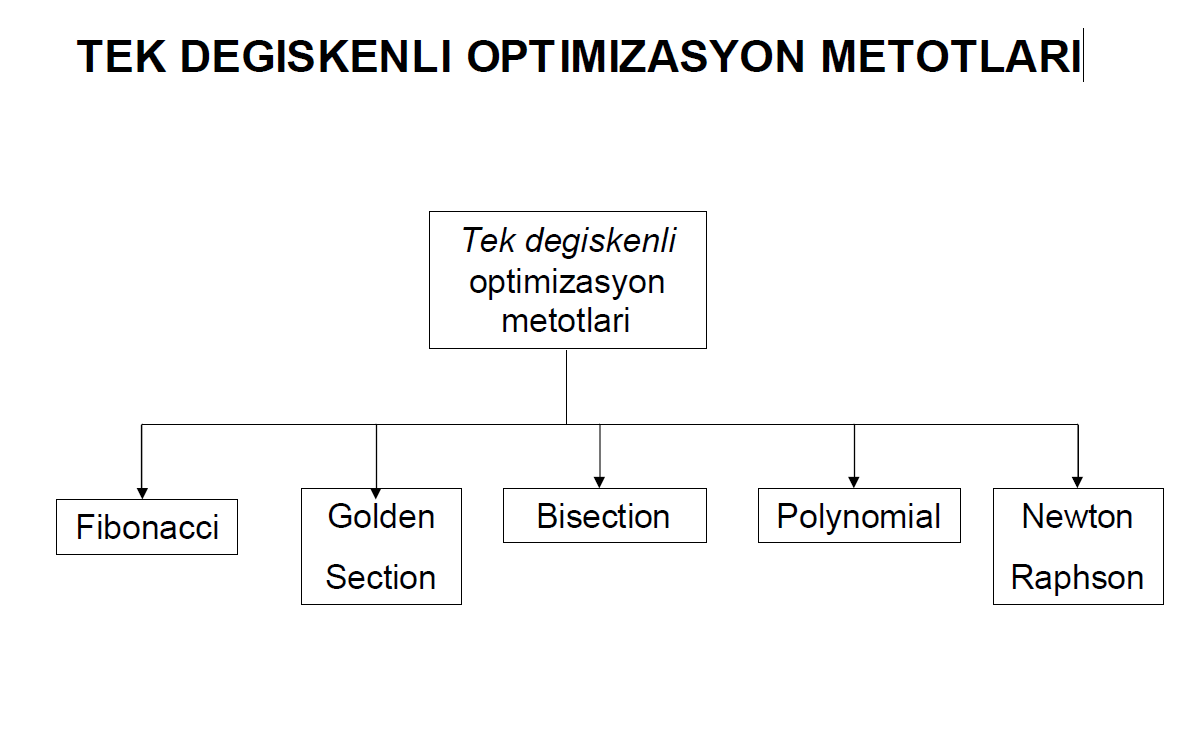 TEK DEGISKENLI OPTIMIZASYON METOTLARI
Tek degiskenli
optimizasyon
metotlari
Fibonacci
Golden
Section
Bisection
Polynomial
Newton
Raphson